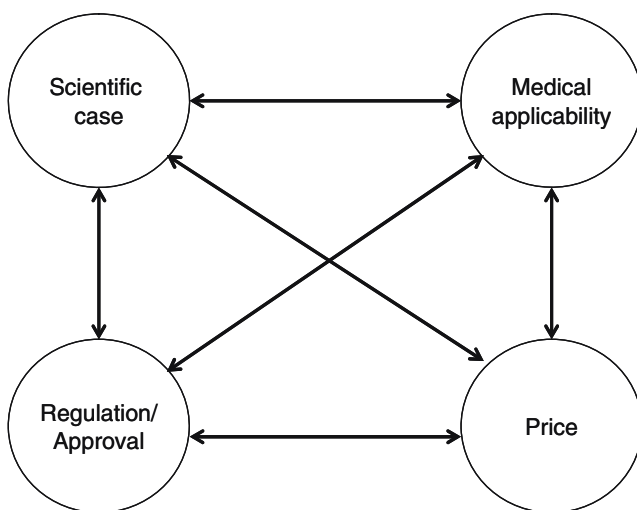 Scientific
case
Medical
applicability
Regulation/
Approval
Price